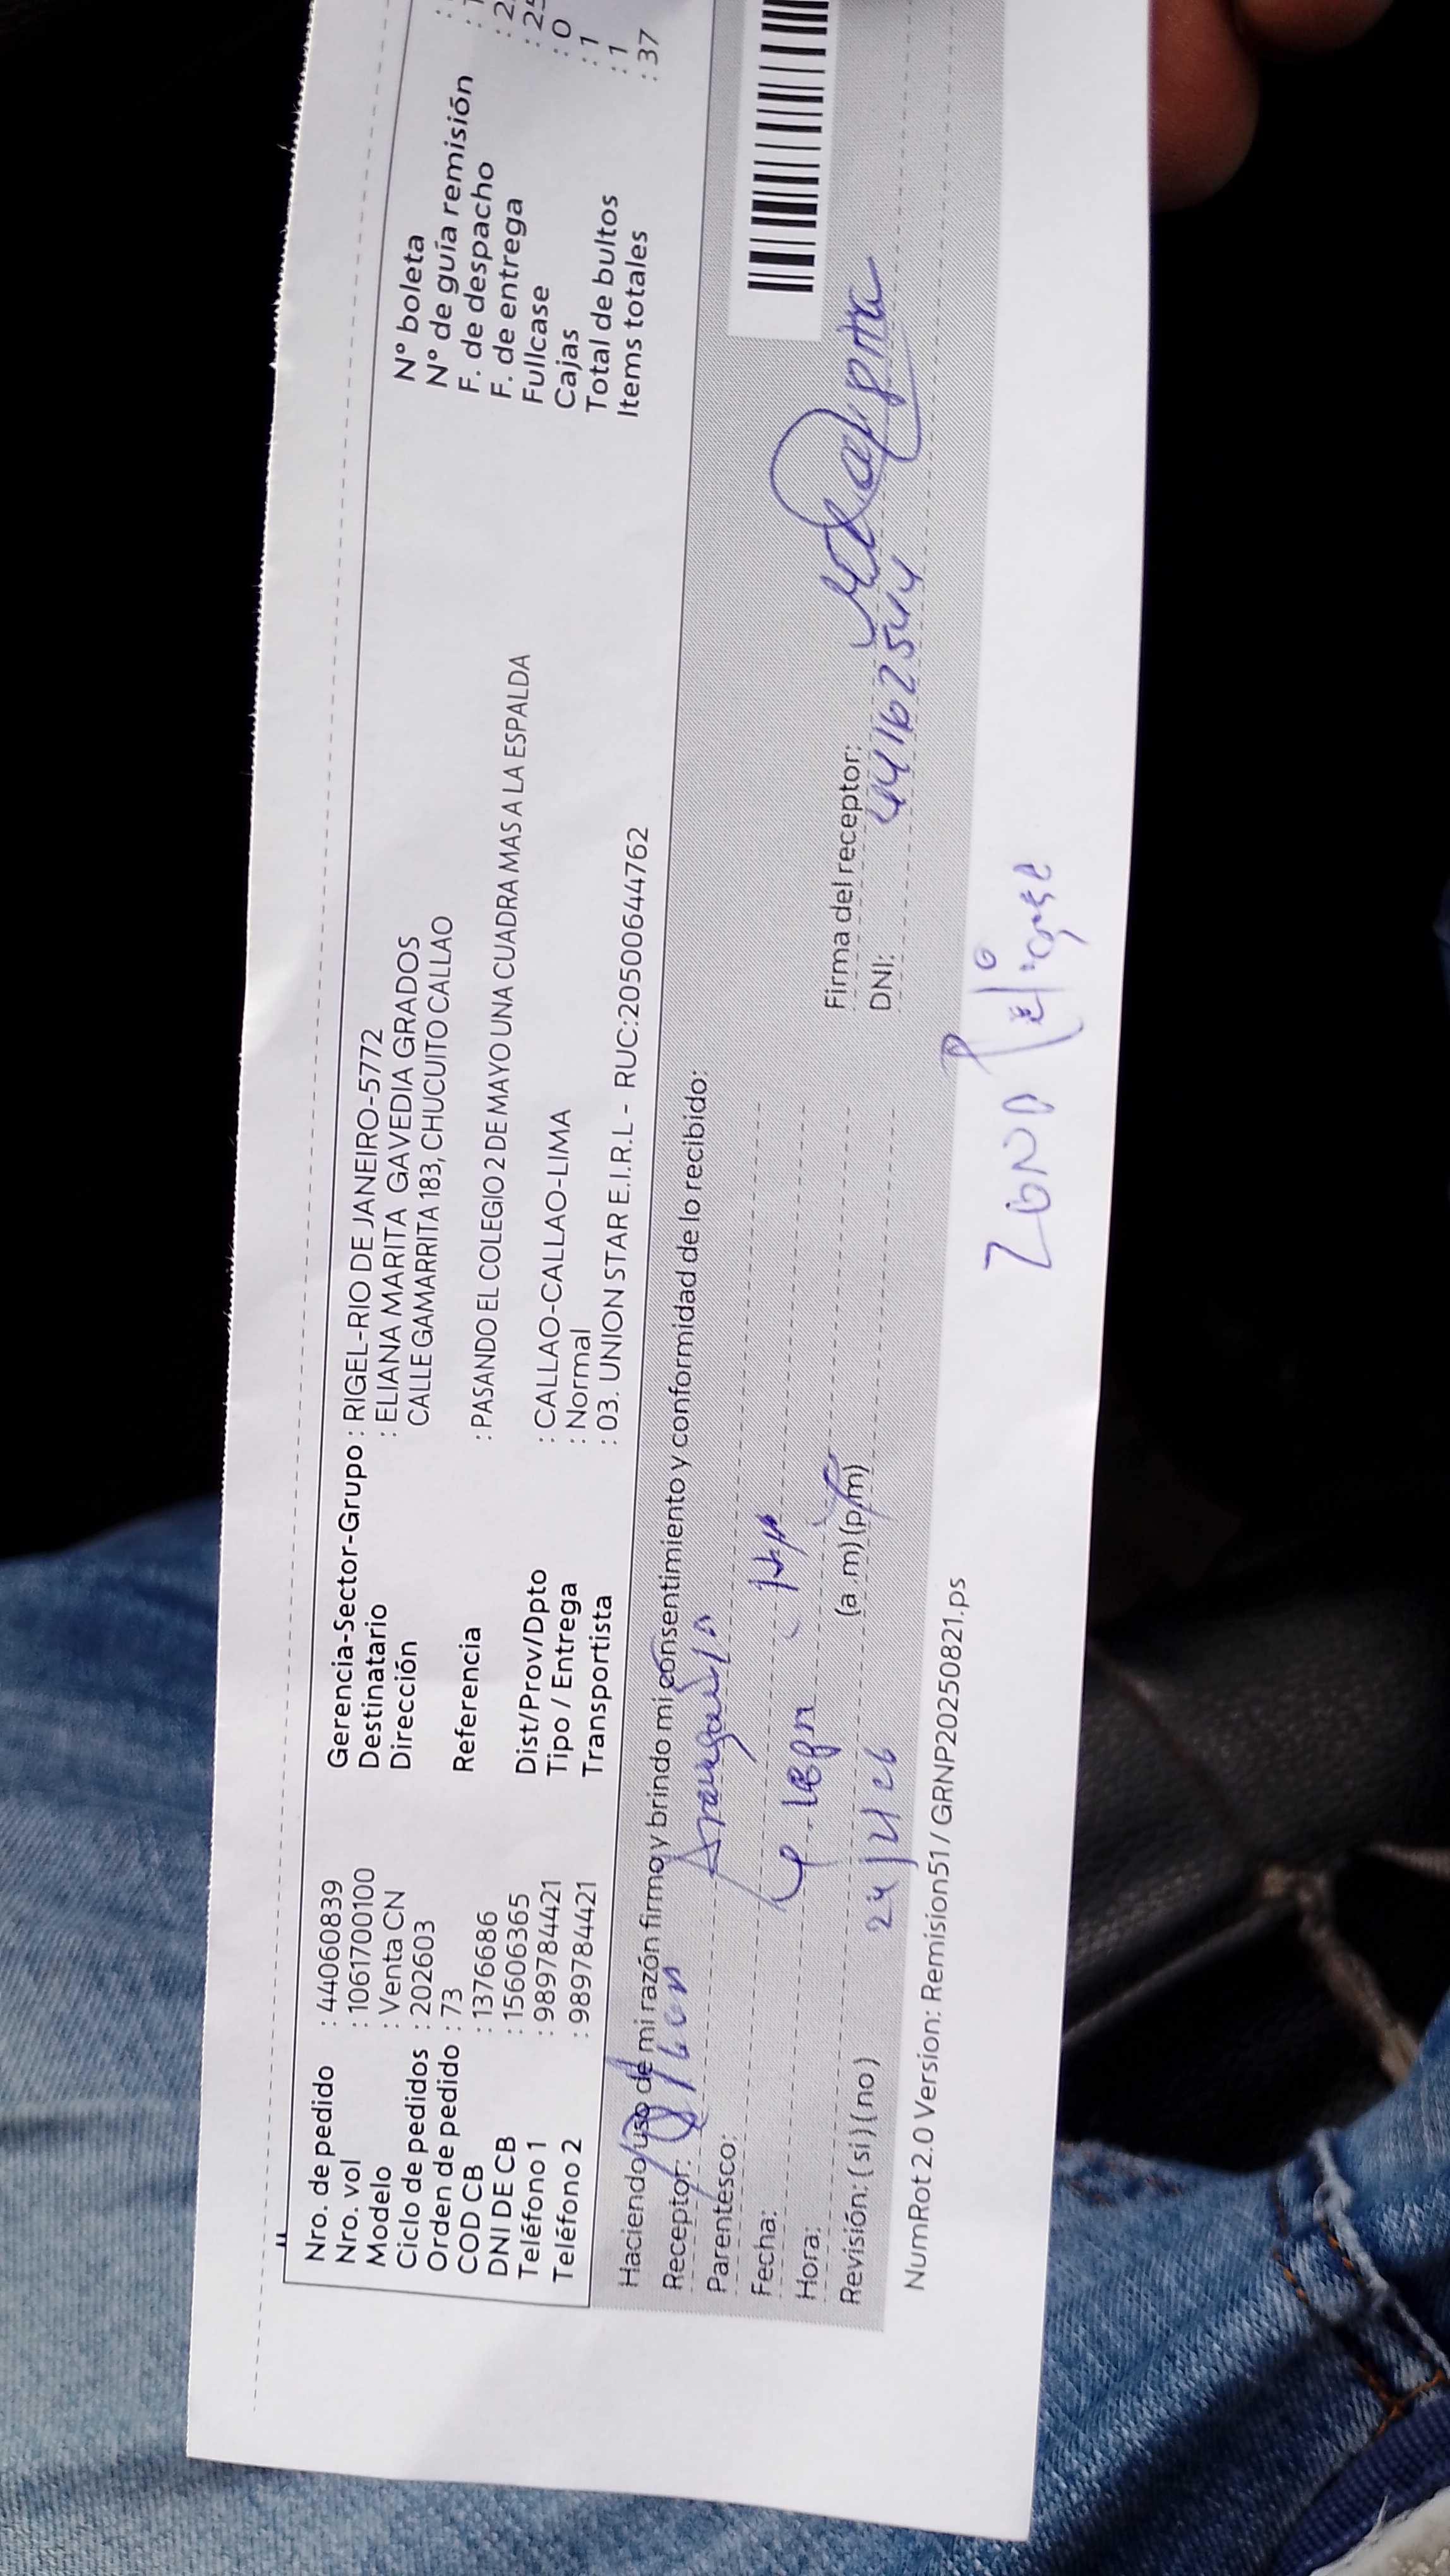 Nro. de pedido : 44060839
Nro. vol : 1061700100
Modelo : Venta CN
Ciclo de pedidos : 202603
Orden de pedido : 73
COD CB : 1376686
DNI DE CB : 15606365
Teléfono 1 : 989784421
Teléfono 2 : 989784421
Gerencia-Sector-Grupo : RIGEL-RIO DE JANEIRO-5772
Destinatario : ELIANA MARITA GAVEDIA GRADOS
Dirección CALLE GAMARRITA 183, CHUCUITO CALLAO
Referencia : PASANDO EL COLEGIO 2 DE MAYO UNA CUADRA MAS A LA ESPALDA
Dist/Prov/Dpto : CALLAO-CALLAO-LIMA
Tipo / Entrega : Normal
Transportista : 03. UNION STAR E.I.R.L - RUC:20500644762
N° boleta :
N° de guía remisión :
F. de despacho : 2
F. de entrega : 25
Fullcase : 0
Cajas : 1
Total de bultos : 1
Items totales : 37
Haciendo uso de mi razón firmo y brindo mi consentimiento y conformidad de lo recibido:
Receptor:
Parentesco:
Fecha:
Hora: (a m) (p m)
Revisión: (si) (no)
Firma del receptor:
DNI: 44162544
NumRot 2.0 Version: Remision51 / GRNP20250821.ps